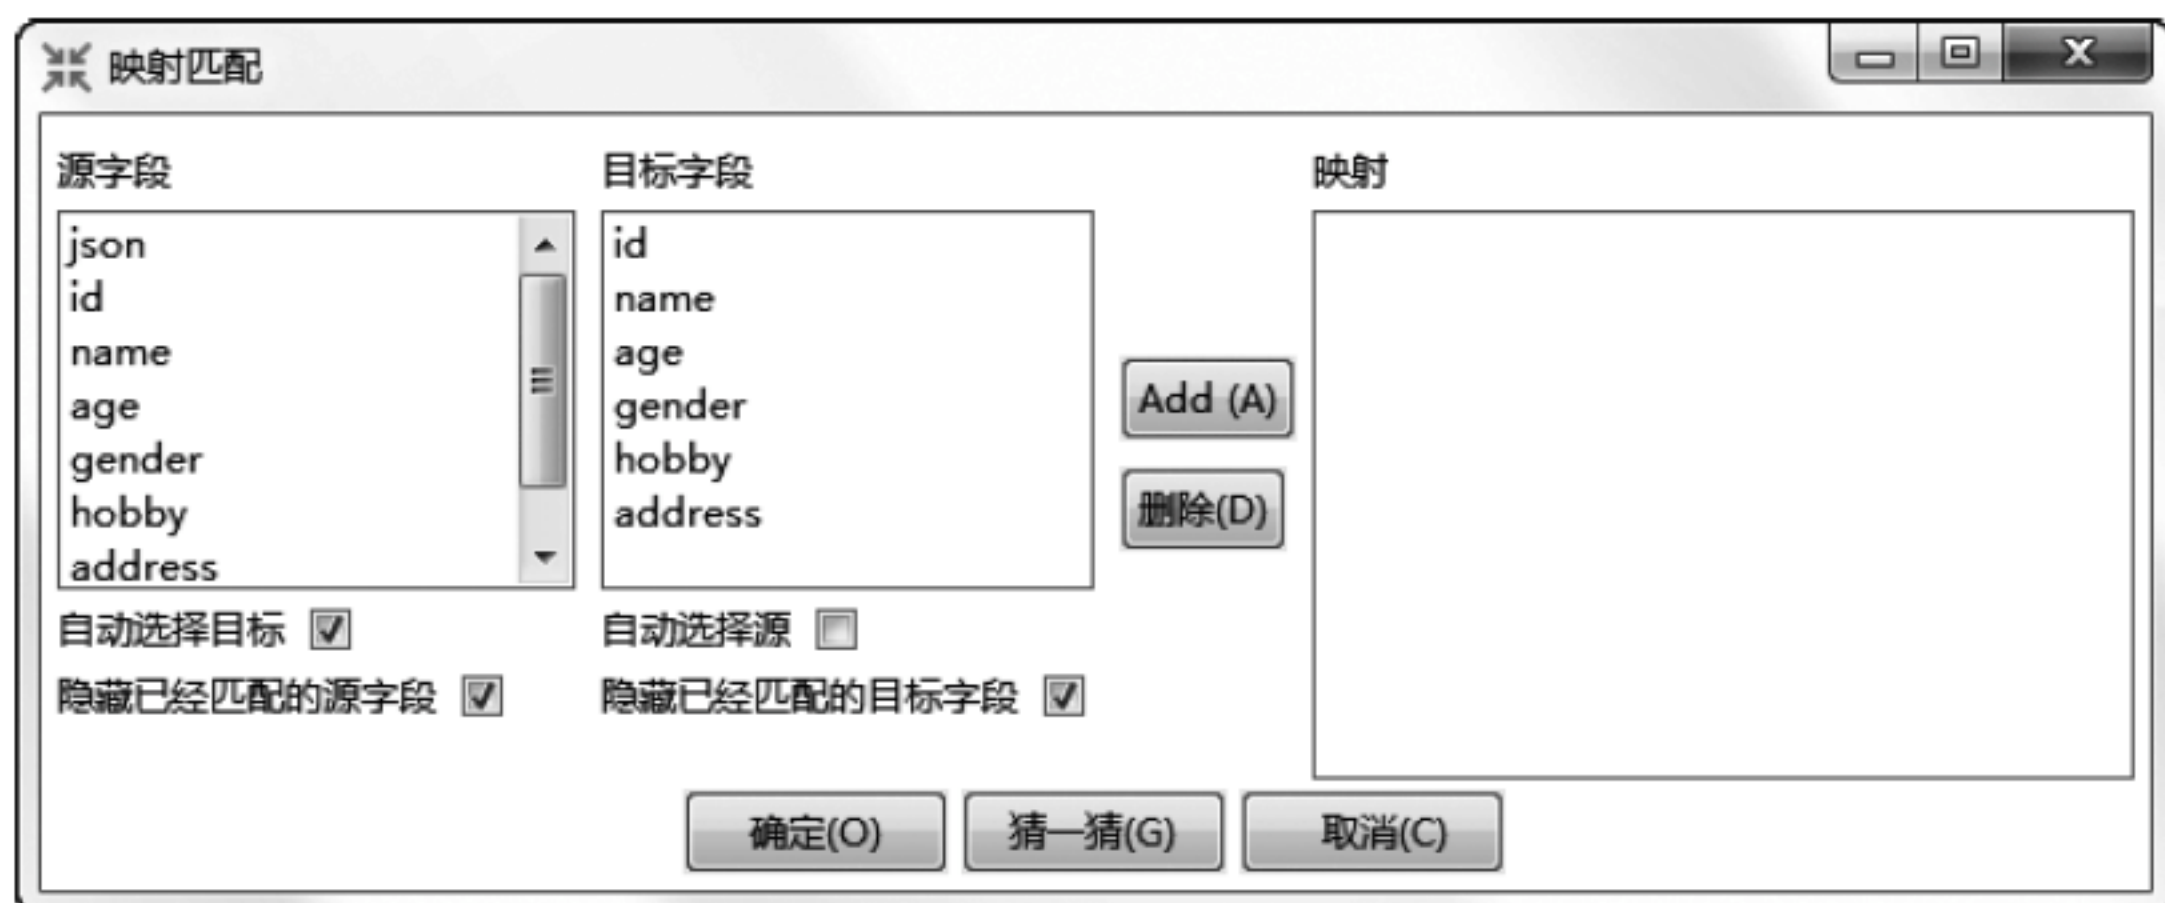 映射匹配
源字段
json
id
name
age
gender
hobby
address
自动选择目标
隐藏已经匹配的源字段
目标字段
id
name
age
gender
hobby
address
自动选择源
隐藏已经匹配的目标字段
Add (A)
删除(D)
映射
确定(O)
猜一猜(G)
取消(C)